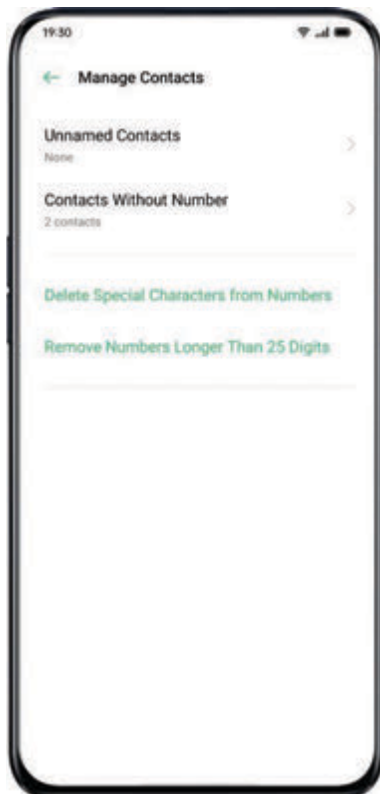 19:30
Manage Contacts
Unnamed Contacts
None
Contacts Without Number
2 contacts
Delete Special Characters from Numbers
Remove Numbers Longer Than 25 Digits